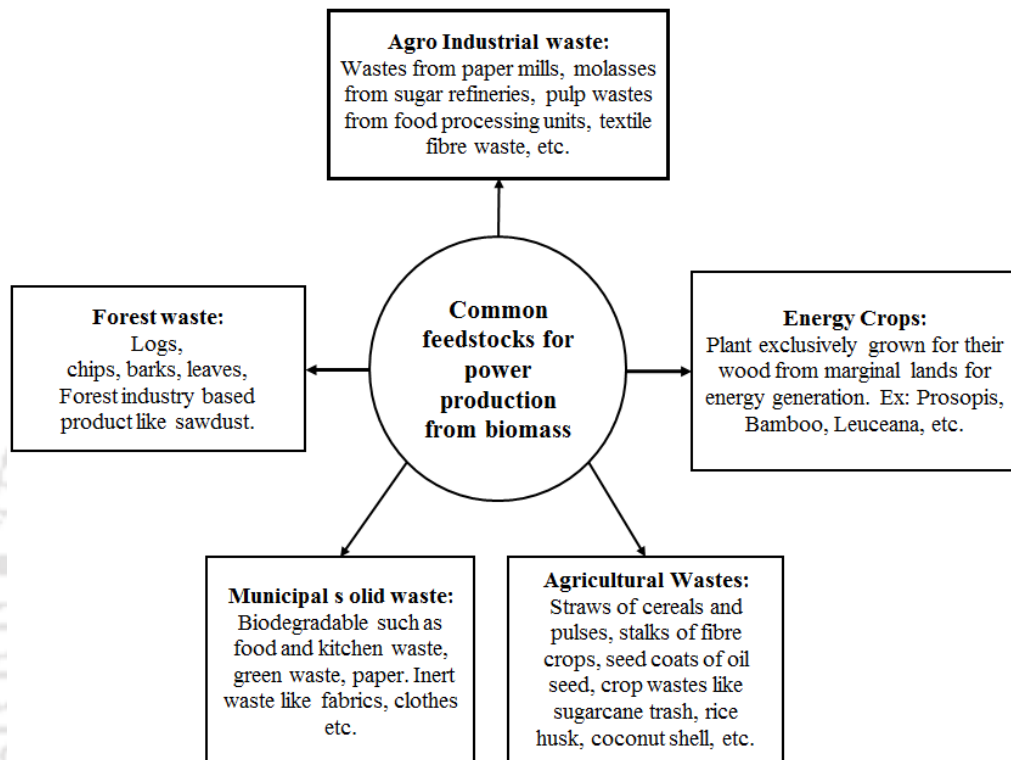 Agro Industrial waste:
Wastes from paper mills, molasses
from sugar refineries, pulp wastes
from food processing units, textile
fibre waste, etc.
Forest waste:
Logs,
chips, barks, leaves,
Forest industry based
product like sawdust.
Common
feedstocks for
power
production
from biomass
Energy Crops:
Plant exclusively grown for their
wood from marginal lands for
energy generation. Ex: Prosopis,
Bamboo, Leuceana, etc.
Municipal s olid waste:
Biodegradable such as
food and kitchen waste,
green waste, paper. Inert
waste like fabrics, clothes
etc.
Agricultural Wastes:
Straws of cereals and
pulses, stalks of fibre
crops, seed coats of oil
seed, crop wastes like
sugarcane trash, rice
husk, coconut shell, etc.